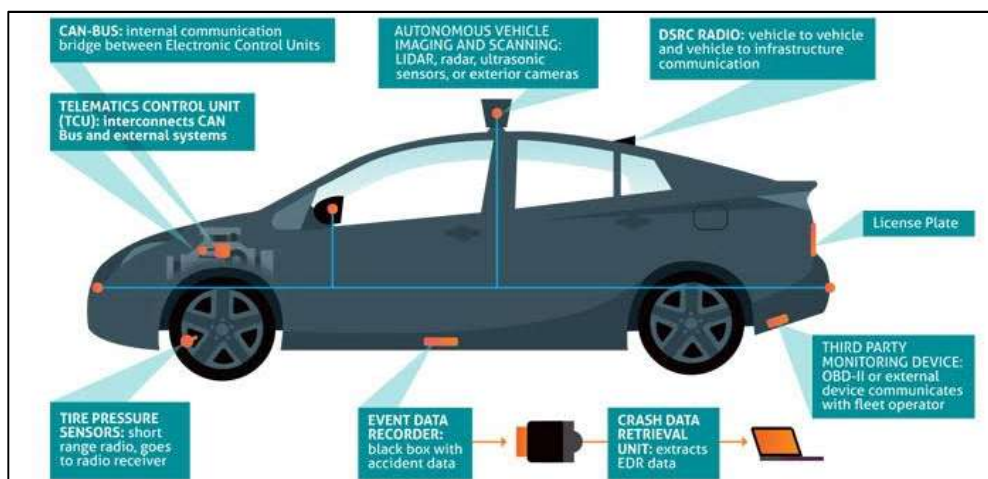 CAN-BUS: internal communication
bridge between Electronic Control Units
TELEMATICS CONTROL UNIT
(TCU): interconnects CAN
Bus and external systems
AUTONOMOUS VEHICLE
IMAGING AND SCANNING:
LIDAR, radar, ultrasonic
sensors, or exterior cameras
DSRC RADIO: vehicle to vehicle
and vehicle to infrastructure
communication
License Plate
THIRD PARTY
MONITORING DEVICE:
OBD-II or external
device communicates
with fleet operator
TIRE PRESSURE
SENSORS: short
range radio, goes
to radio receiver
EVENT DATA
RECORDER:
black box with
accident data
CRASH DATA
RETRIEVAL
UNIT: extracts
EDR data